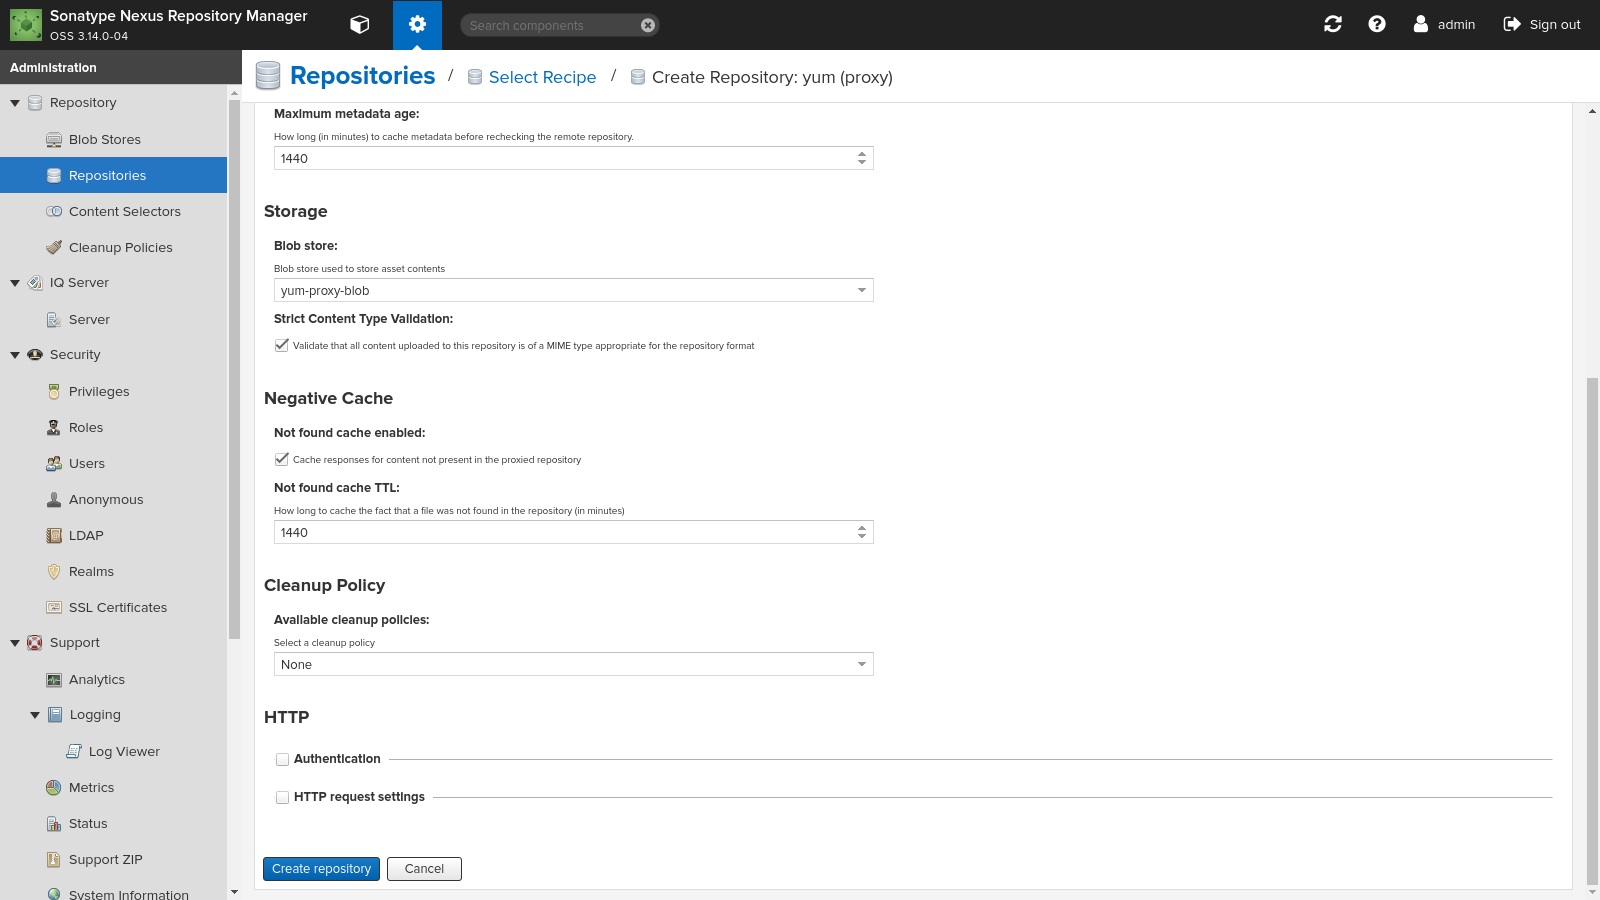 Sonatype Nexus Repository Manager
OSS 3.14.0-04
Search components
admin
Sign out
Administration
Repositories / Select Recipe / Create Repository: yum (proxy)
Repository
Blob Stores
Repositories
Content Selectors
Cleanup Policies
IQ Server
Server
Security
Privileges
Roles
Users
Anonymous
LDAP
Realms
SSL Certificates
Support
Analytics
Logging
Log Viewer
Metrics
Status
Support ZIP
System Information
Maximum metadata age:
How long (in minutes) to cache metadata before rechecking the remote repository.
1440
Storage
Blob store:
Blob store used to store asset contents
yum-proxy-blob
Strict Content Type Validation:
Validate that all content uploaded to this repository is of a MIME type appropriate for the repository format
Negative Cache
Not found cache enabled:
Cache responses for content not present in the proxied repository
Not found cache TTL:
How long to cache the fact that a file was not found in the repository (in minutes)
1440
Cleanup Policy
Available cleanup policies:
Select a cleanup policy
None
HTTP
Authentication
HTTP request settings
Create repository
Cancel